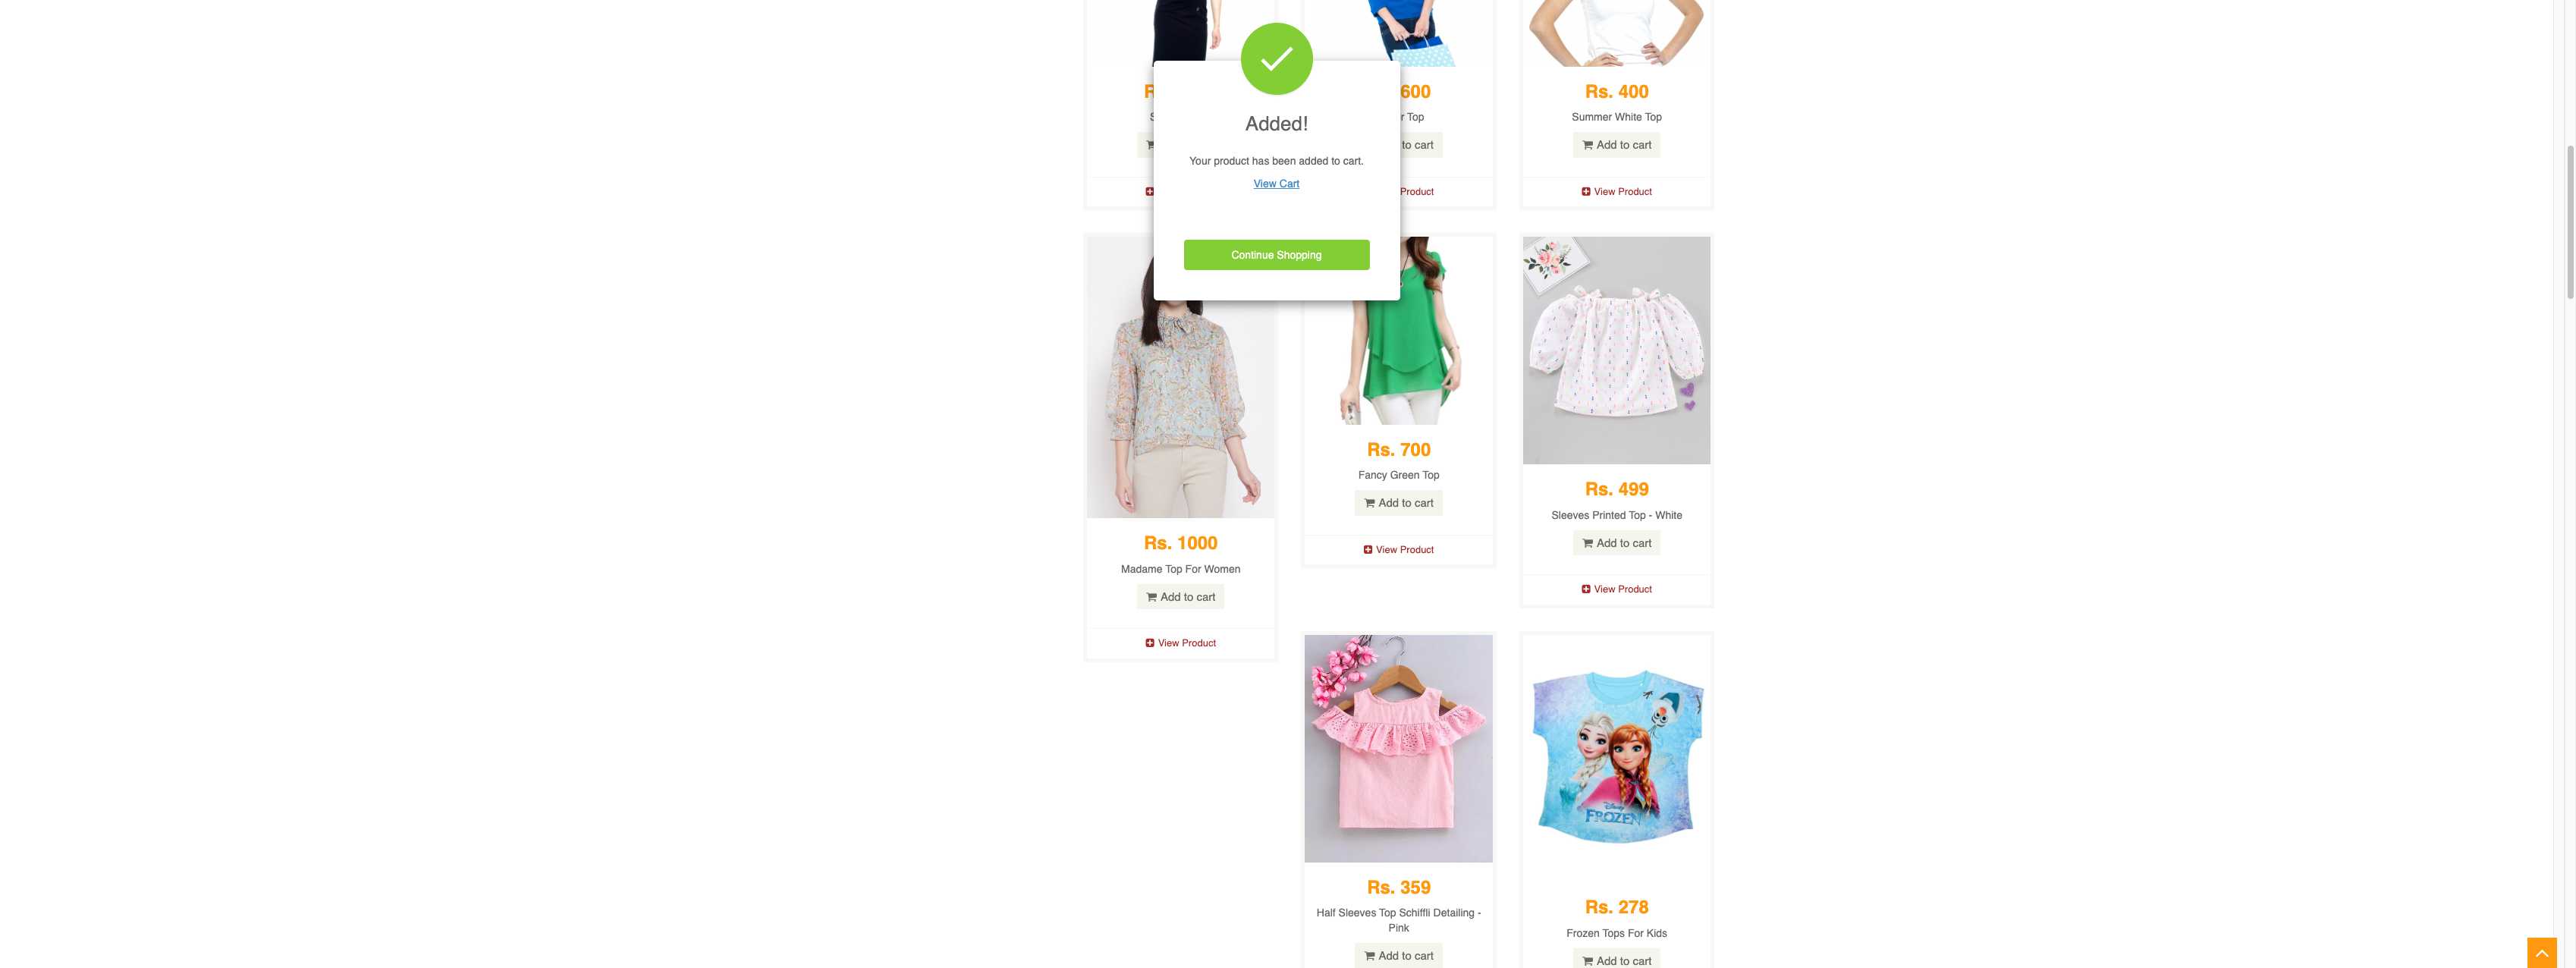 Added!
Your product has been added to cart.
View Cart
Continue Shopping
600
Top
to cart
Product
Rs. 400
Summer White Top
Add to cart
View Product
Rs. 1000
Madame Top For Women
Add to cart
View Product
Rs. 700
Fancy Green Top
Add to cart
View Product
Rs. 499
Sleeves Printed Top - White
Add to cart
View Product
Rs. 359
Half Sleeves Top Schiffli Detailing -
Pink
Add to cart
Disney
FROZEN
Rs. 278
Frozen Tops For Kids
Add to cart